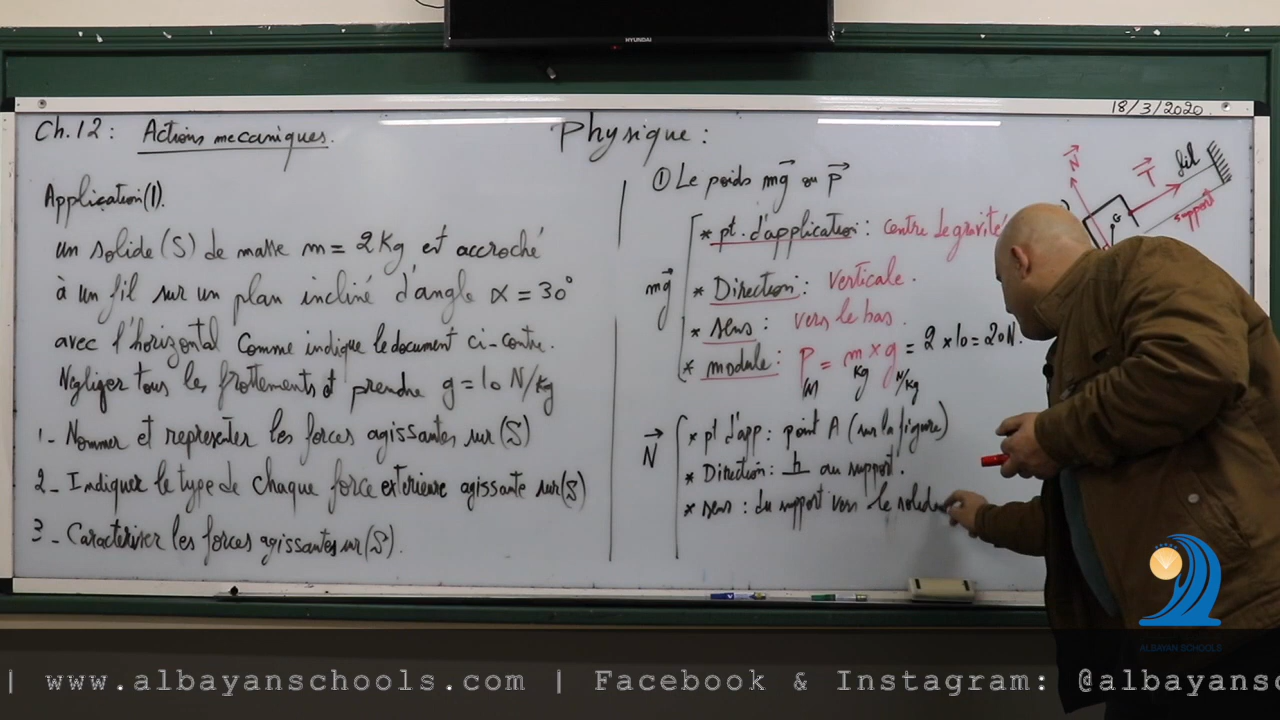 HYUNDAI
18/3/2020
Ch.12 : Actions mecaniques.
Physique :
Application(1).
un solide (S) de masse m = 2 Kg et accroché
à un fil sur un plan incliné d'angle α = 30°
avec l'horizontal Comme indique le document ci-contre.
Negliger tous les frottements et prendre g = 10 N/Kg
1 - Nommer et representer les forces agissantes sur (S)
2 - Indiquer le type de chaque force exterieure agissante sur (S)
3 - Caracteriser les forces agissantes sur (S).
① Le poids mg⃗ ou P⃗
mg⃗
* pt. d'application : centre de gravité
* Direction : verticale.
* sens : vers le bas.
* module : P = m × g = 2 × 10 = 20 N.
(N) Kg N/Kg
N⃗
* pt d'app : point A (sur la figure)
* Direction : ⊥ au support.
* sens : du support vers le solide
N⃗
T⃗
fil
support
G
ALBAYAN SCHOOLS
| www.albayanschools.com | Facebook & Instagram: @albayansc